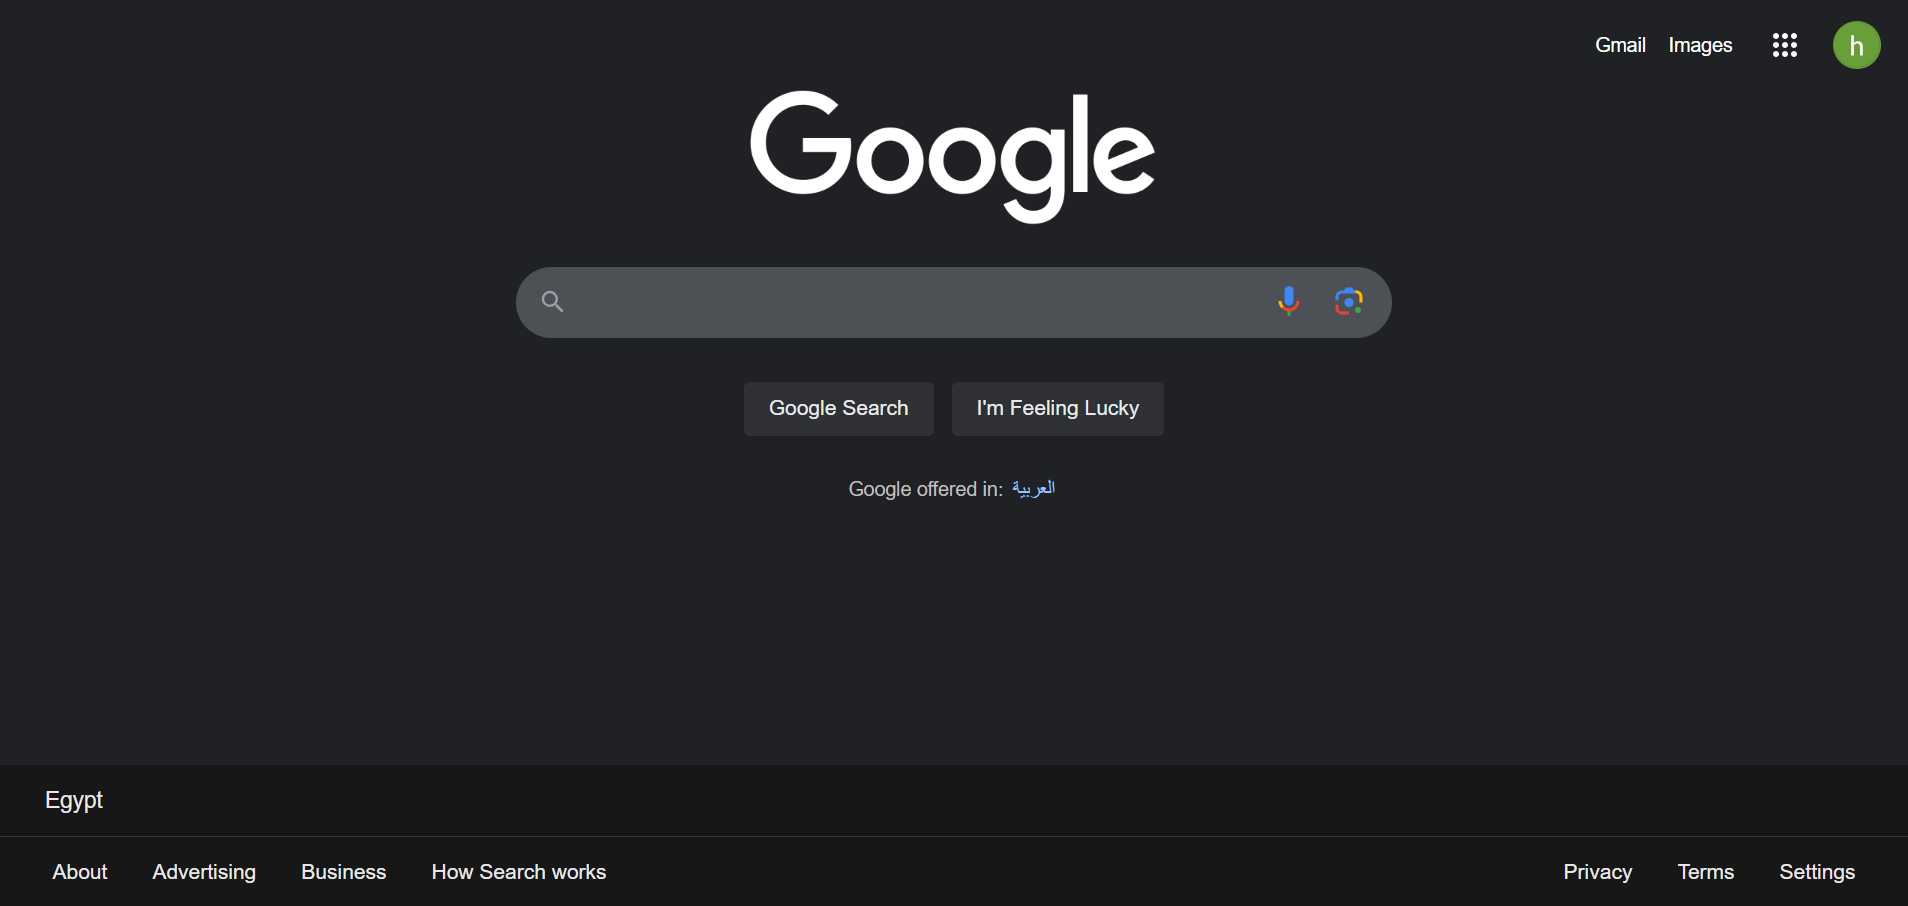 Gmail Images h
Google
Google Search I'm Feeling Lucky
Google offered in: العربية
Egypt
About Advertising Business How Search works Privacy Terms Settings